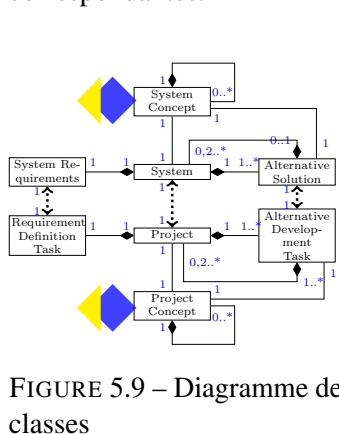 1
System
Concept
0..*
1
1
1
0,2..*
0..1
System Re-
quirements
1
1
System
1
1..*
Alternative
Solution
1
1
1
1
1
1
Requirement
Definition
Task
1
1
Project
1
1..*
Alternative
Develop-
ment
Task
1
0,2..*
1..*
1
1
1
Project
Concept
0..*
1
FIGURE 5.9 – Diagramme de
classes